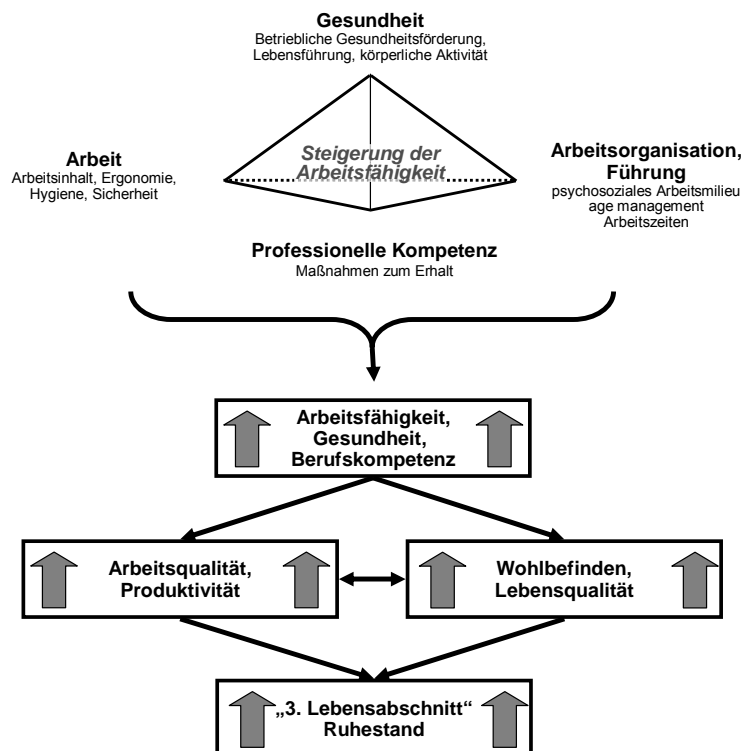 Gesundheit
Betriebliche Gesundheitsförderung,
Lebensführung, körperliche Aktivität
Steigerung der
Arbeitsfähigkeit
Arbeit
Arbeitsinhalt, Ergonomie,
Hygiene, Sicherheit
Arbeitsorganisation,
Führung
psychosoziales Arbeitsmilieu
age management
Arbeitszeiten
Professionelle Kompetenz
Maßnahmen zum Erhalt
Arbeitsfähigkeit,
Gesundheit,
Berufskompetenz
Arbeitsqualität,
Produktivität
Wohlbefinden,
Lebensqualität
„3. Lebensabschnitt“
Ruhestand